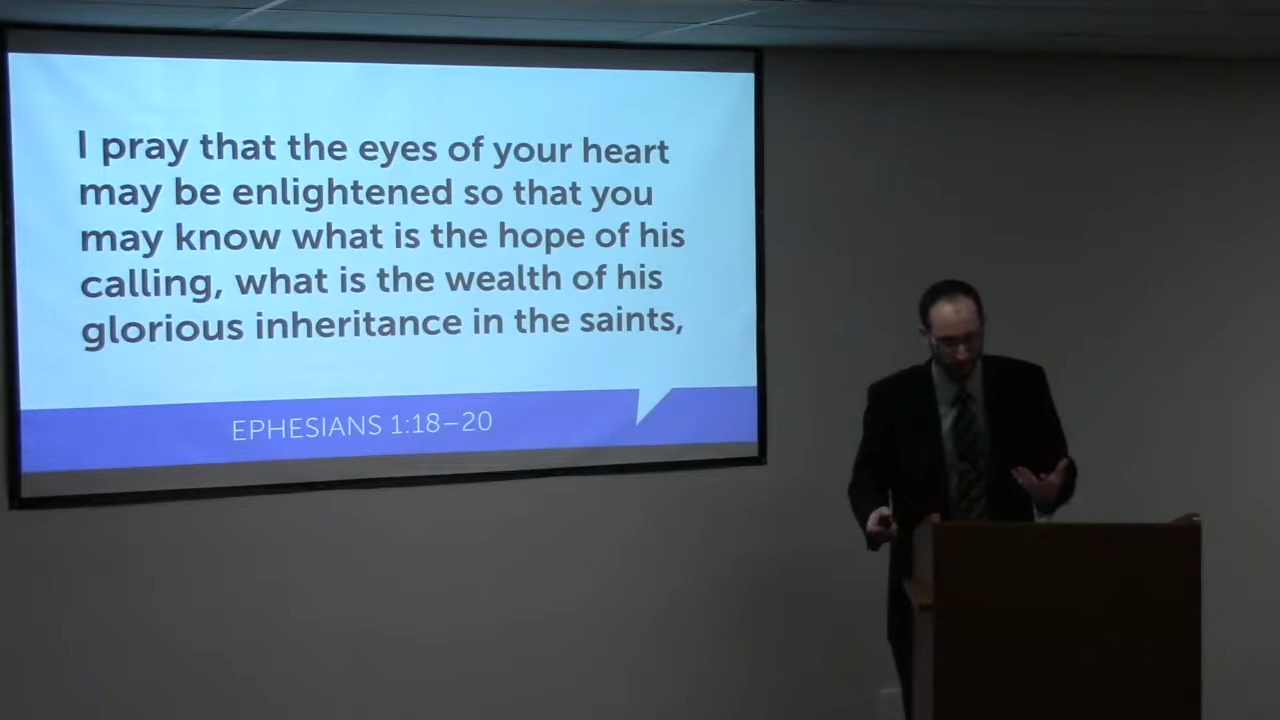 I pray that the eyes of your heart
may be enlightened so that you
may know what is the hope of his
calling, what is the wealth of his
glorious inheritance in the saints,
EPHESIANS 1:18–20